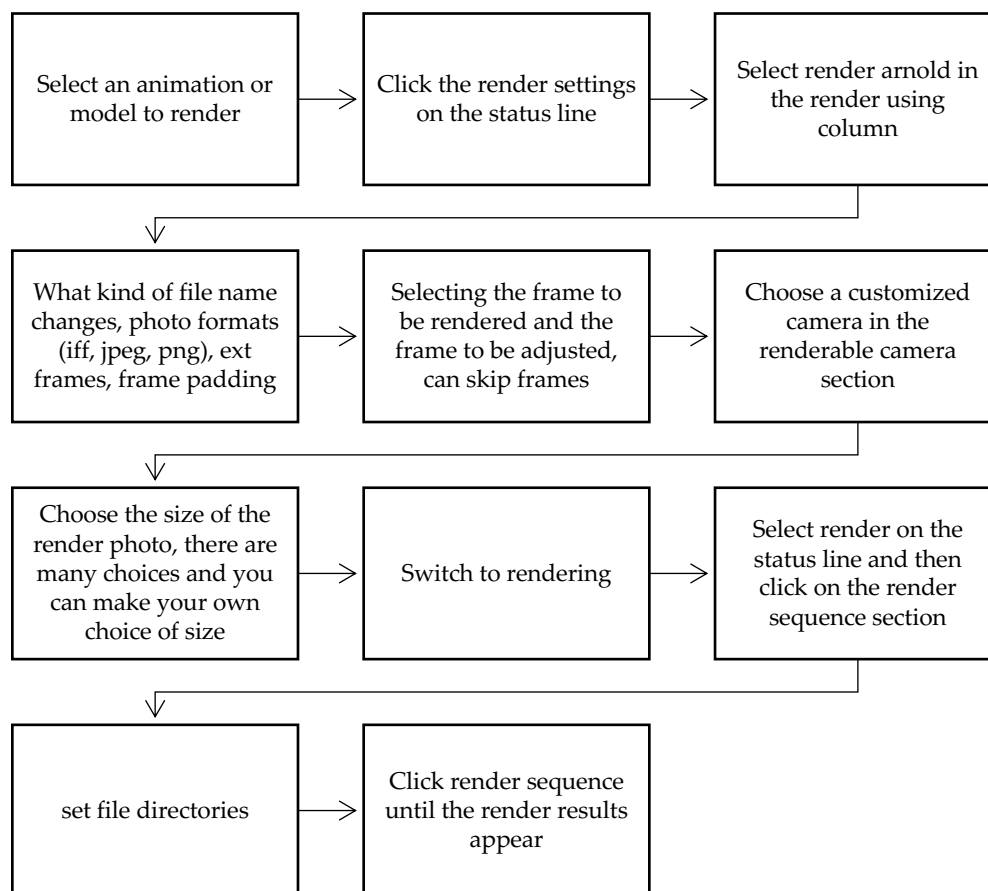 Select an animation or
model to render
Click the render settings
on the status line
Select render arnold in
the render using
column
What kind of file name
changes, photo formats
(iff, jpeg, png), ext
frames, frame padding
Selecting the frame to
be rendered and the
frame to be adjusted,
can skip frames
Choose a customized
camera in the
renderable camera
section
Choose the size of the
render photo, there are
many choices and you
can make your own
choice of size
Switch to rendering
Select render on the
status line and then
click on the render
sequence section
set file directories
Click render sequence
until the render results
appear